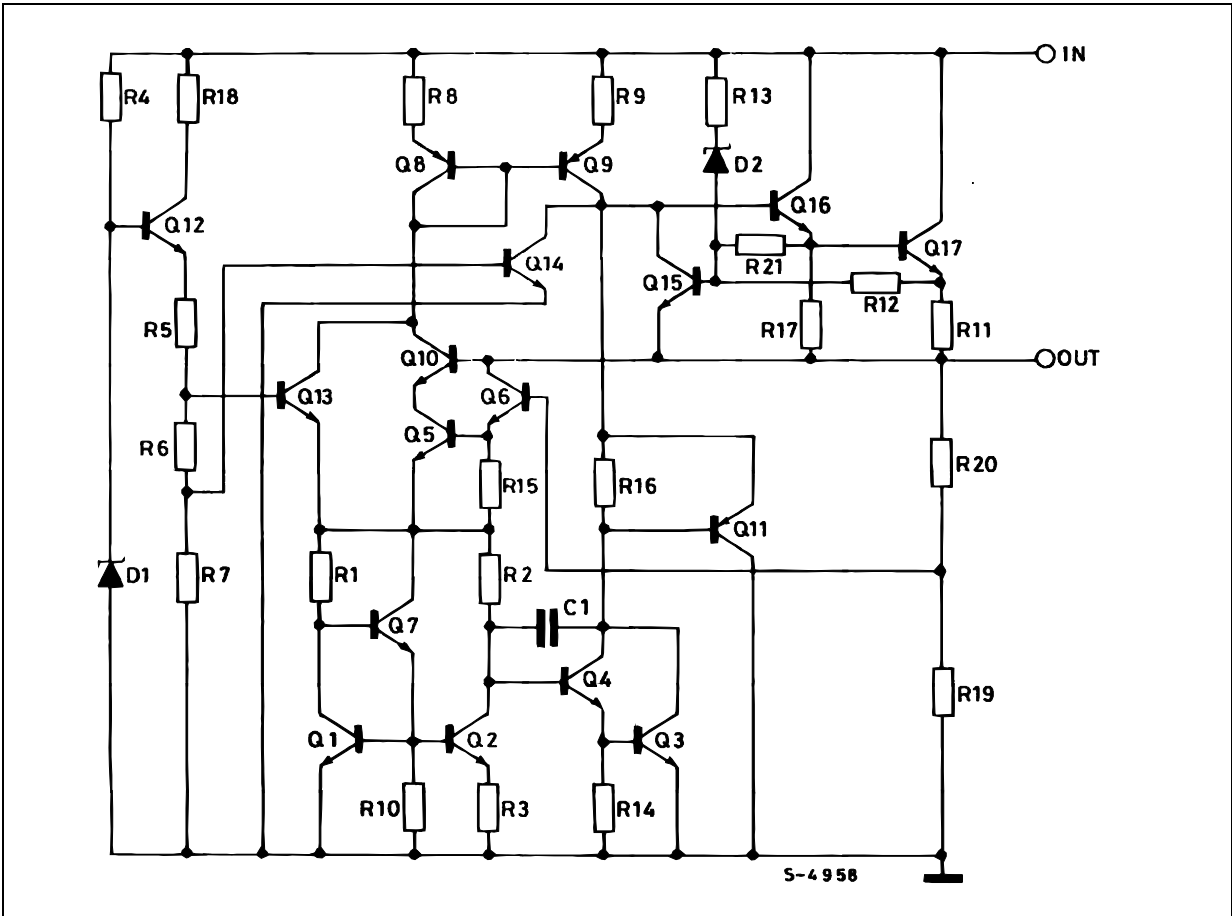 IN
R4 R18 R8 R9 R13
Q8 Q9 D2
Q12 Q16
Q14 R21 Q17
Q15 R12
R5 R17 R11
Q10 OUT
Q13 Q6
R6 Q5
R15 R16 R20
Q11
D1 R7 R1 R2
C1
Q7
Q4 R19
Q1 Q2 Q3
R10 R3 R14
S-4958